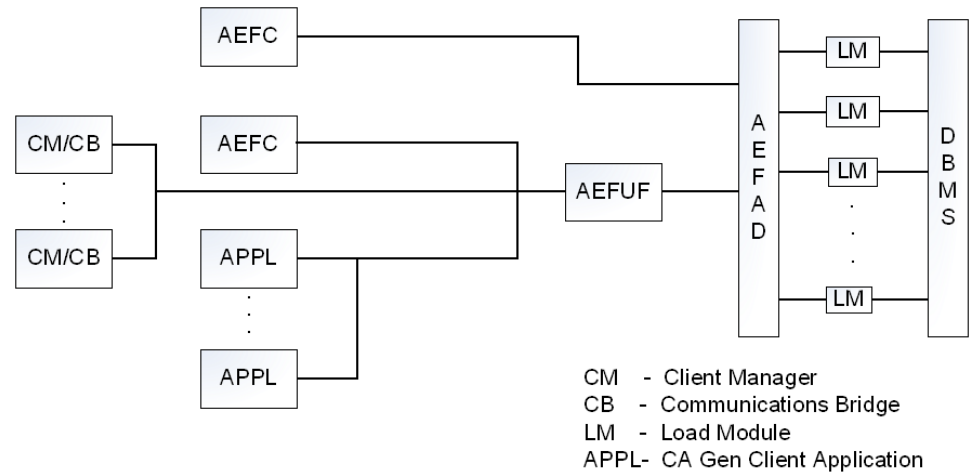 AEFC
AEFC
CM/CB
CM/CB
APPL
APPL
AEFUF
A
E
F
A
D
LM
LM
LM
LM
D
B
M
S
CM - Client Manager
CB - Communications Bridge
LM - Load Module
APPL- CA Gen Client Application